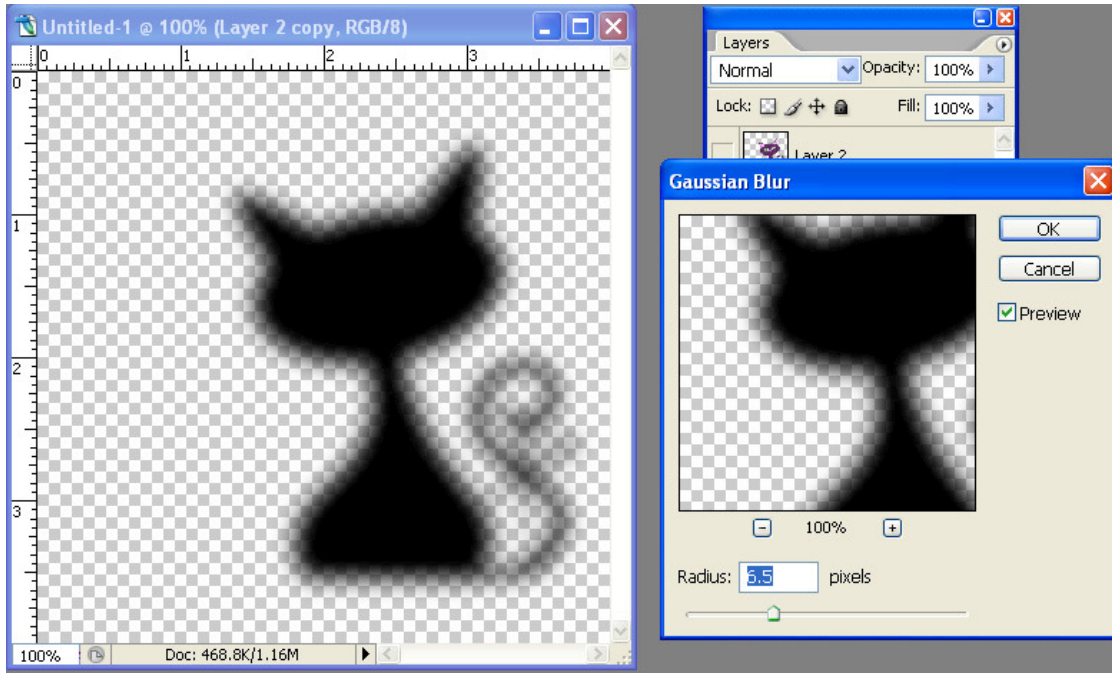 Untitled-1 @ 100% (Layer 2 copy, RGB/8)
0 1 2 3
0
1
2
3
100% Doc: 468.8K/1.16M
Layers
Normal Opacity: 100%
Lock: Fill: 100%
Layer 2
Gaussian Blur
OK
Cancel
Preview
100%
Radius: 6.5 pixels